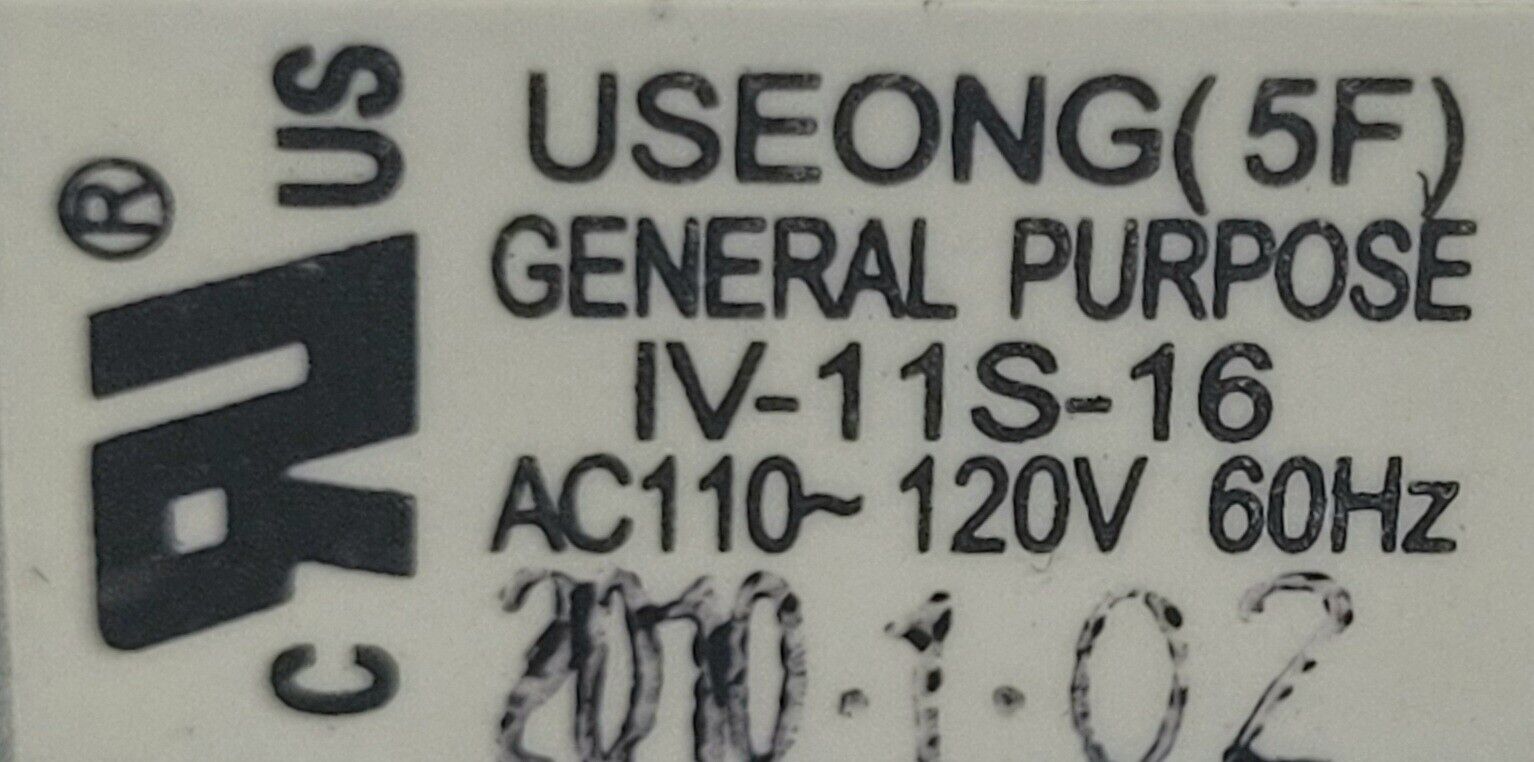 USEONG(5F)
GENERAL PURPOSE
IV-11S-16
AC110~120V 60Hz
2010.1.02
C
US
®